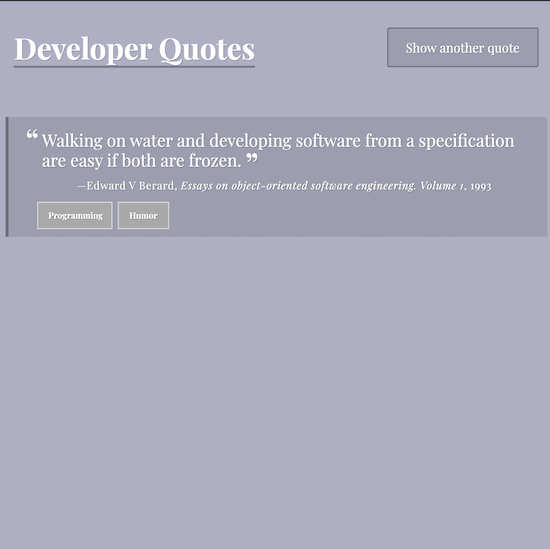 Developer Quotes
Show another quote
“ Walking on water and developing software from a specification
are easy if both are frozen. ”
—Edward V Berard, Essays on object-oriented software engineering. Volume 1, 1993
Programming
Humor